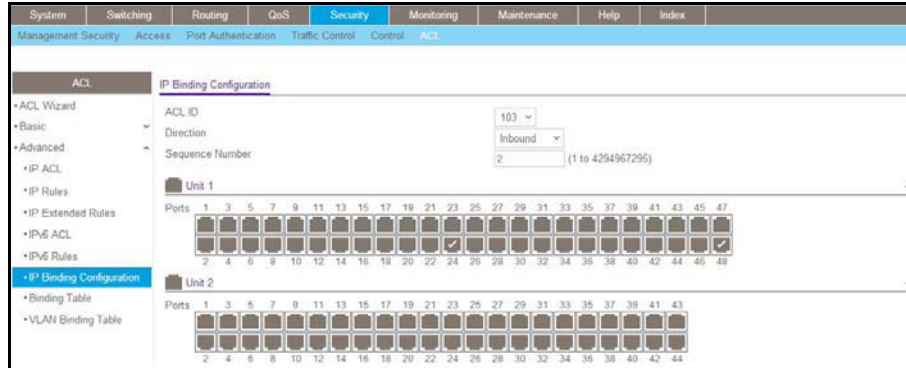 System Switching Routing QoS Security Monitoring Maintenance Help Index
Management Security Access Port Authentication Traffic Control Control ACL
ACL
IP Binding Configuration
•ACL Wizard
•Basic
•Advanced
•IP ACL
•IP Rules
•IP Extended Rules
•IPv6 ACL
•IPv6 Rules
•IP Binding Configuration
•Binding Table
•VLAN Binding Table
ACL ID 103
Direction Inbound
Sequence Number 2 (1 to 4294967295)
Unit 1
Ports 1 3 5 7 9 11 13 15 17 19 21 23 25 27 29 31 33 35 37 39 41 43 45 47
2 4 6 8 10 12 14 16 18 20 22 24 26 28 30 32 34 36 38 40 42 44 46 48
Unit 2
Ports 1 3 5 7 9 11 13 15 17 19 21 23 25 27 29 31 33 35 37 39 41 43
2 4 6 8 10 12 14 16 18 20 22 24 26 28 30 32 34 36 38 40 42 44